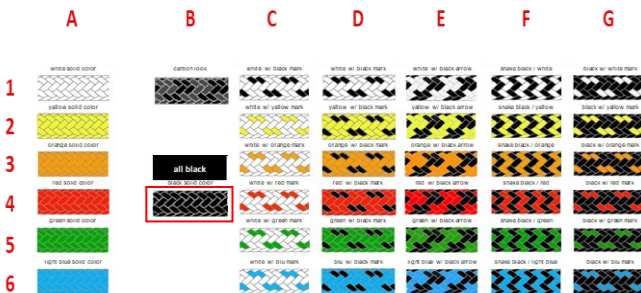 A B C D E F G
white solid color carbon look white w/ black mark white w/ black mark white w/ black arrow snake black / white black w/ white mark
1
yellow solid color white w/ yellow mark yellow w/ black mark yellow w/ black arrow snake black / yellow black w/ yellow mark
2
orange solid color white w/ orange mark orange w/ black mark orange w/ black arrow snake black / orange black w/ orange mark
3 all black
red solid color black solid color white w/ red mark red w/ black mark red w/ black arrow snake black / red black w/ red mark
4
green solid color white w/ green mark green w/ black mark green w/ black arrow snake black / green black w/ green mark
5
light blue solid color white w/ blu mark blu w/ black mark light blue w/ black arrow snake black / light blue black w/ blu mark
6